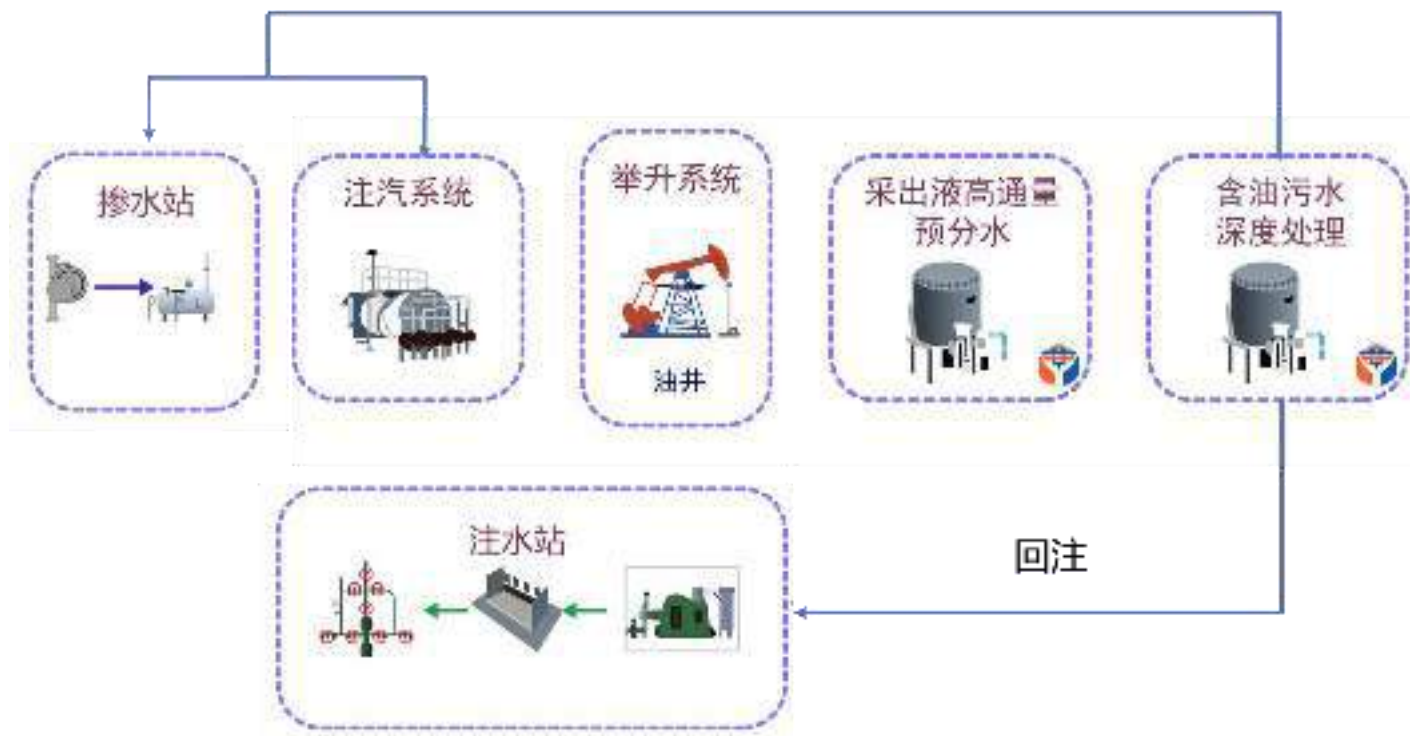 掺水站
注汽系统
举升系统
油井
采出液高通量
预分水
含油污水
深度处理
注水站
回注